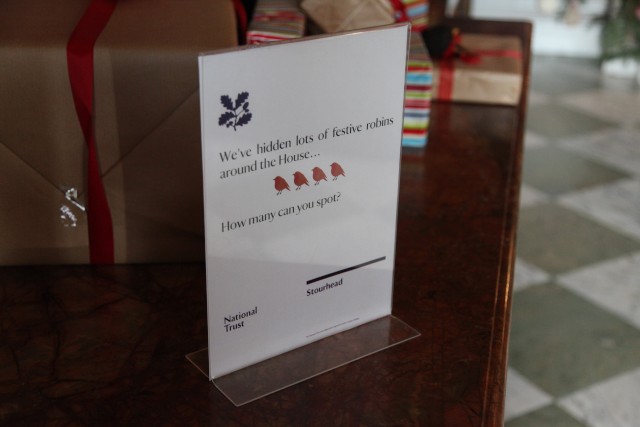 We've hidden lots of festive robins
around the House...
How many can you spot?
Stourhead
National
Trust